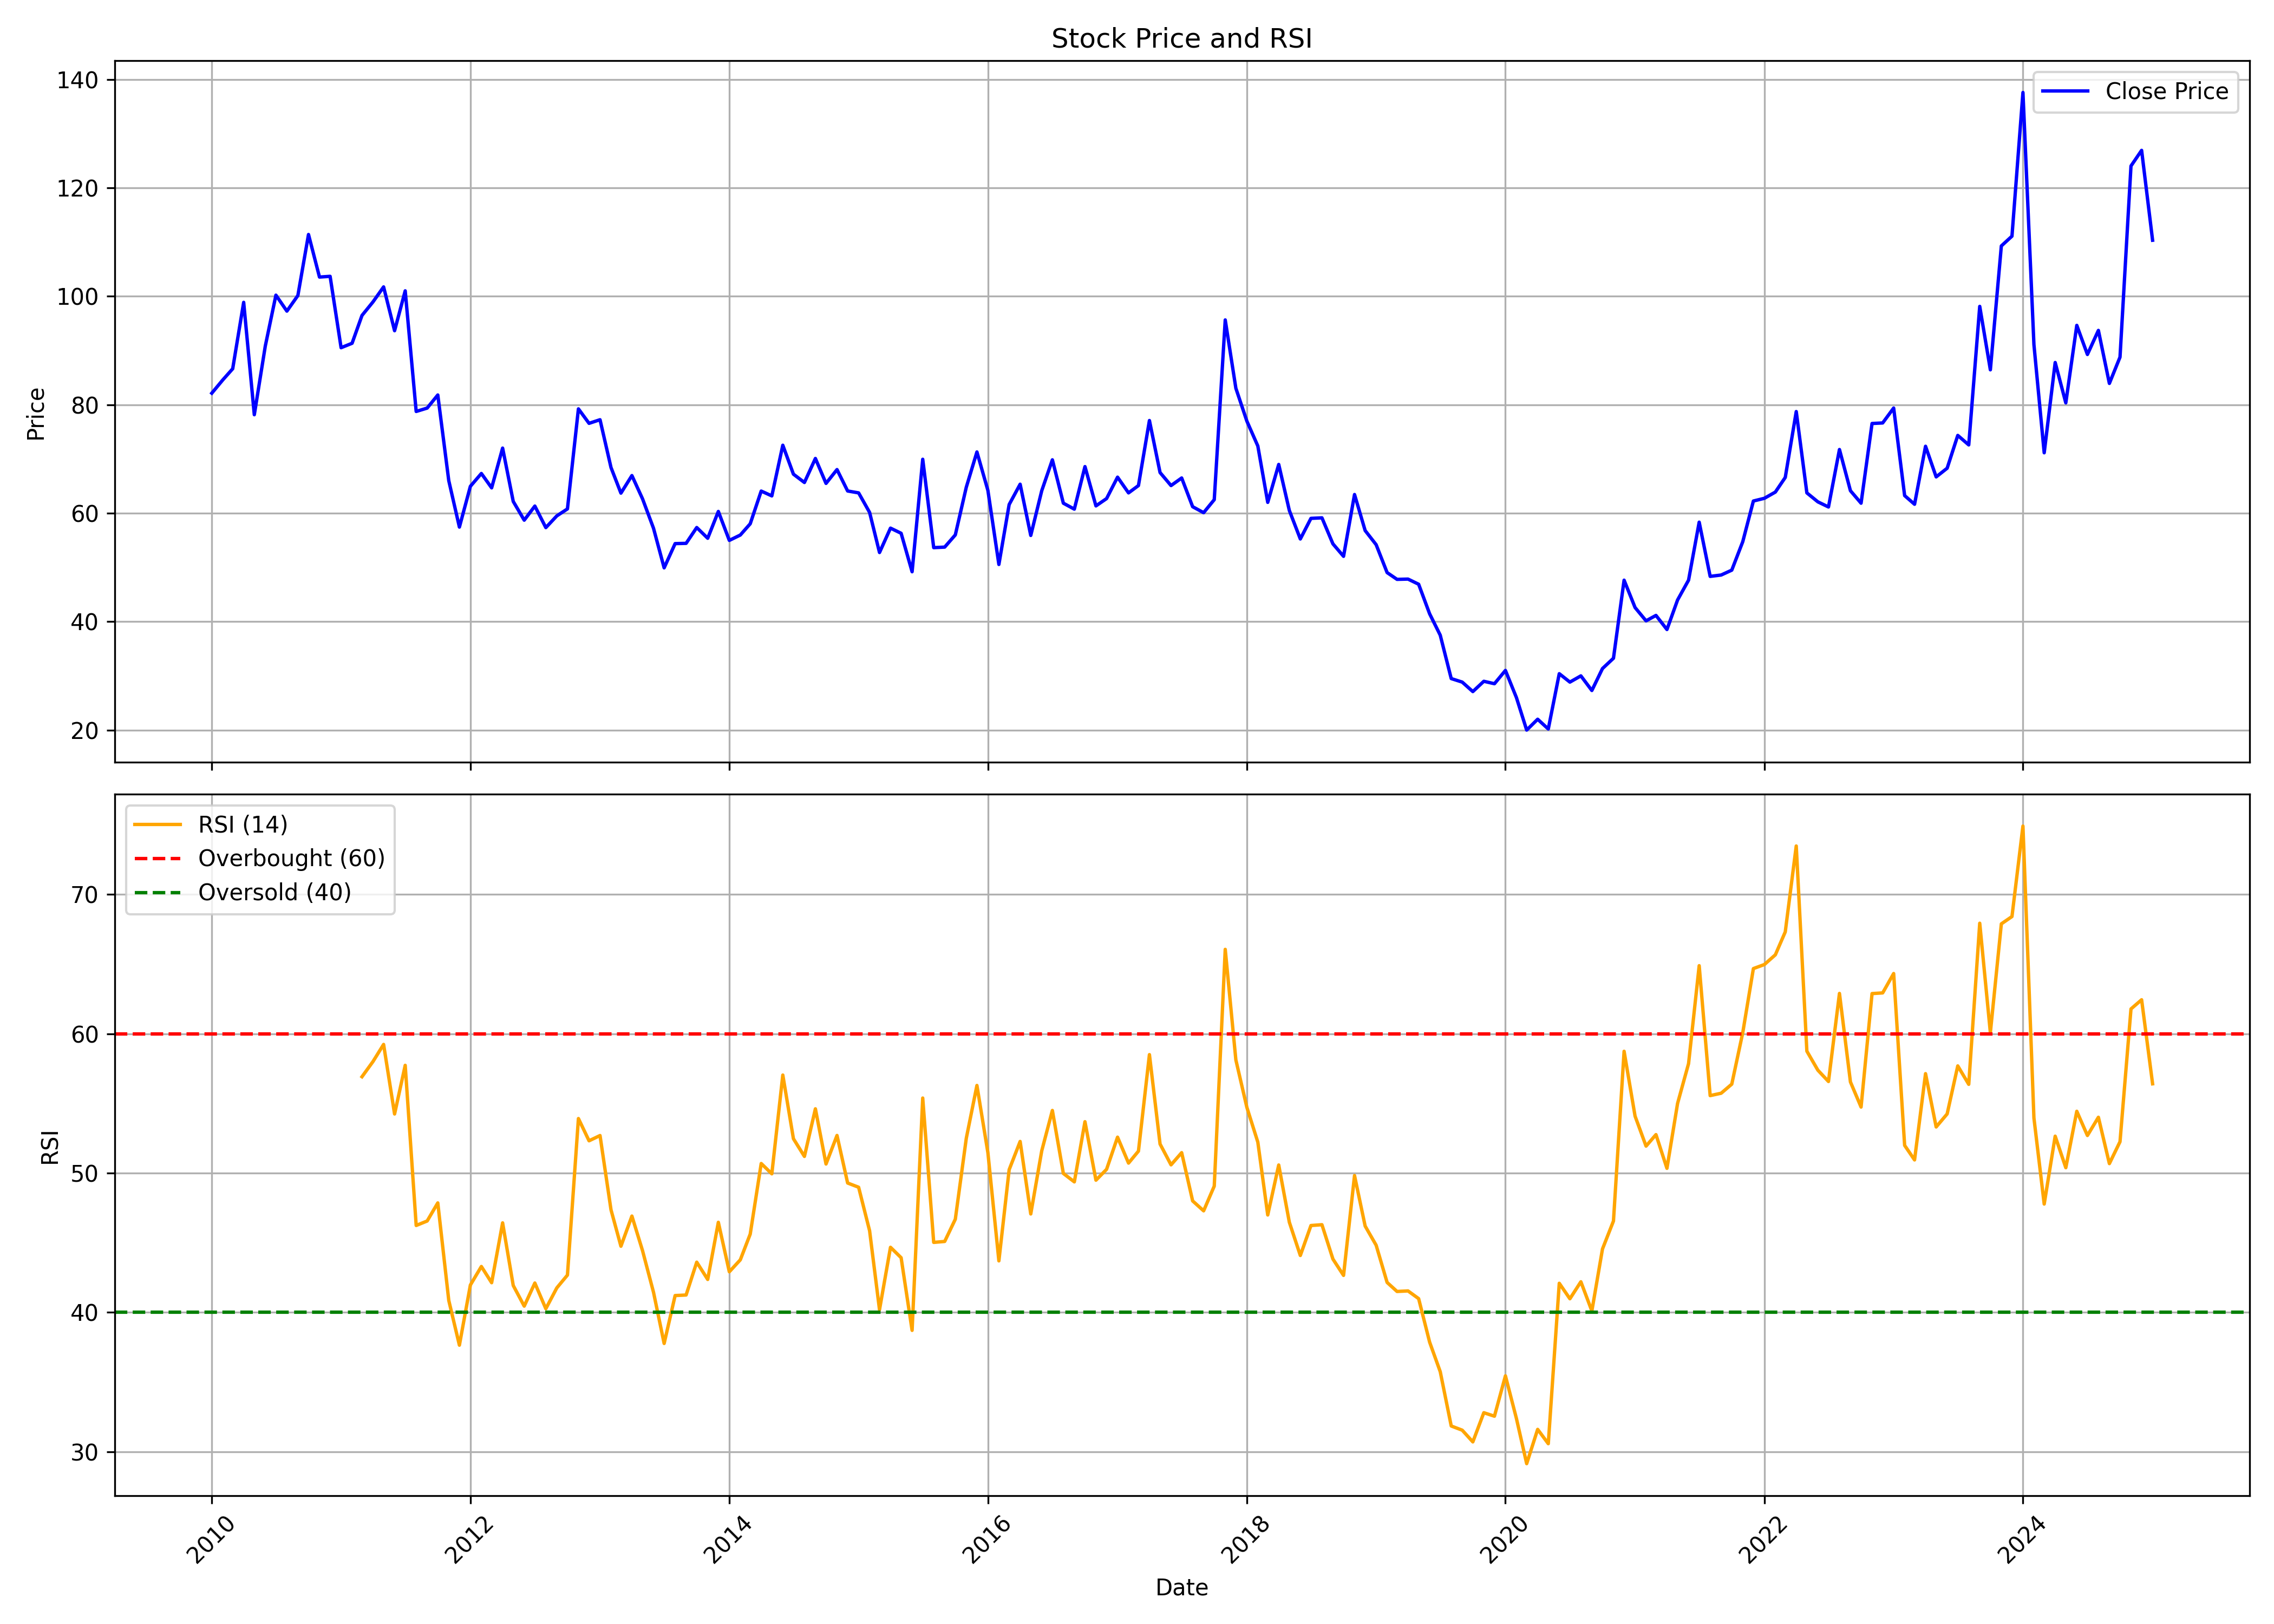 Stock Price and RSI
140
120
100
80
60
40
20
Price
Close Price
RSI (14)
Overbought (60)
Oversold (40)
70
60
50
40
30
RSI
2010
2012
2014
2016
2018
2020
2022
2024
Date